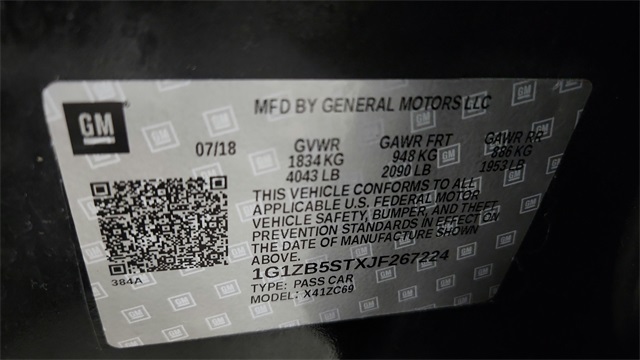 GM
MFD BY GENERAL MOTORS LLC
07/18
GVWR GAWR FRT GAWR RR
1834 KG 948 KG 886 KG
4043 LB 2090 LB 1953 LB
THIS VEHICLE CONFORMS TO ALL
APPLICABLE U.S. FEDERAL MOTOR
VEHICLE SAFETY, BUMPER, AND THEFT
PREVENTION STANDARDS IN EFFECT ON
THE DATE OF MANUFACTURE SHOWN
ABOVE.
1G1ZB5STXJF267224
384A
TYPE: PASS CAR
MODEL: X41ZC69